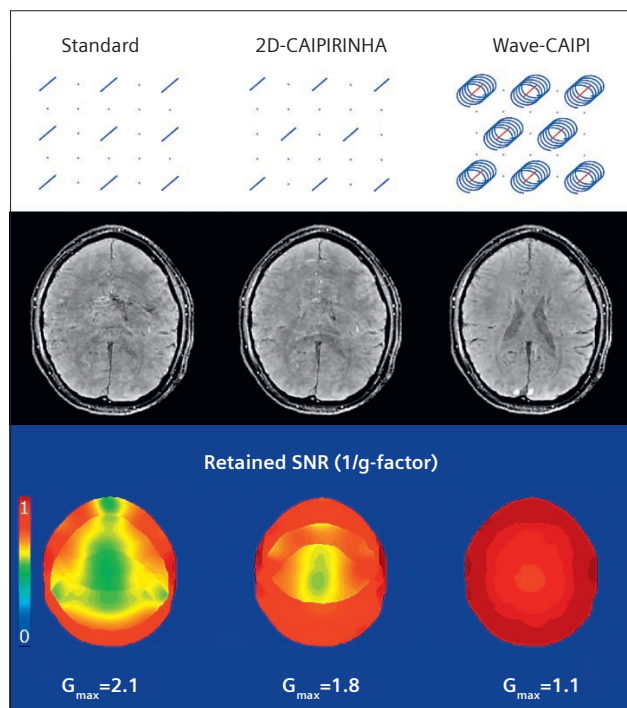 Standard 2D-CAIPIRINHA Wave-CAIPI
Retained SNR (1/g-factor)
1
0
Gmax=2.1 Gmax=1.8 Gmax=1.1